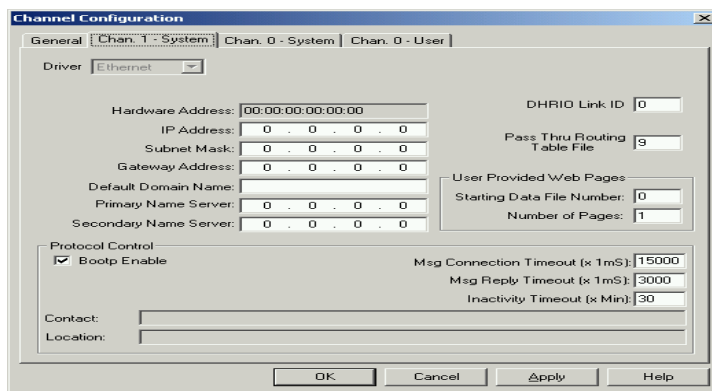 Channel Configuration
General Chan. 1 - System Chan. 0 - System Chan. 0 - User
Driver Ethernet
Hardware Address: 00:00:00:00:00:00
IP Address: 0 . 0 . 0 . 0
Subnet Mask: 0 . 0 . 0 . 0
Gateway Address: 0 . 0 . 0 . 0
Default Domain Name:
Primary Name Server: 0 . 0 . 0 . 0
Secondary Name Server: 0 . 0 . 0 . 0
DHRIO Link ID 0
Pass Thru Routing
Table File 9
User Provided Web Pages
Starting Data File Number: 0
Number of Pages: 1
Protocol Control
Bootp Enable
Msg Connection Timeout (x 1mS): 15000
Msg Reply Timeout (x 1mS): 3000
Inactivity Timeout (x Min): 30
Contact:
Location:
OK Cancel Apply Help